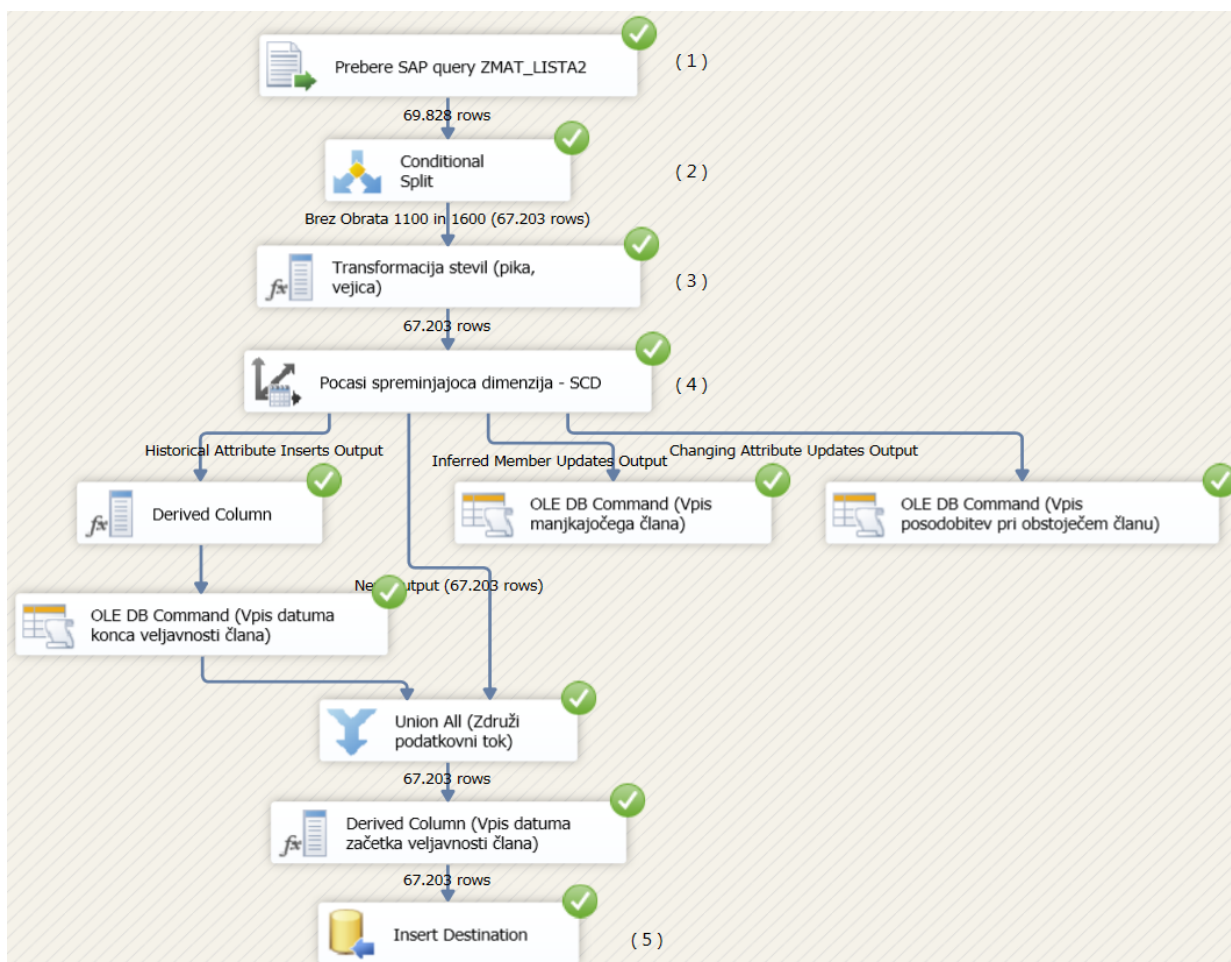 Prebere SAP query ZMAT_LISTA2
( 1 )
69.828 rows
Conditional
Split
( 2 )
Brez Obrata 1100 in 1600 (67.203 rows)
Transformacija stevil (pika,
vejica)
( 3 )
67.203 rows
Pocasi spreminjajoca dimenzija - SCD
( 4 )
Historical Attribute Inserts Output
Inferred Member Updates Output
Changing Attribute Updates Output
Derived Column
OLE DB Command (Vpis
manjkajočega člana)
OLE DB Command (Vpis
posodobitev pri obstoječem članu)
New Output (67.203 rows)
OLE DB Command (Vpis datuma
konca veljavnosti člana)
Union All (Združi
podatkovni tok)
67.203 rows
Derived Column (Vpis datuma
začetka veljavnosti člana)
67.203 rows
Insert Destination
( 5 )